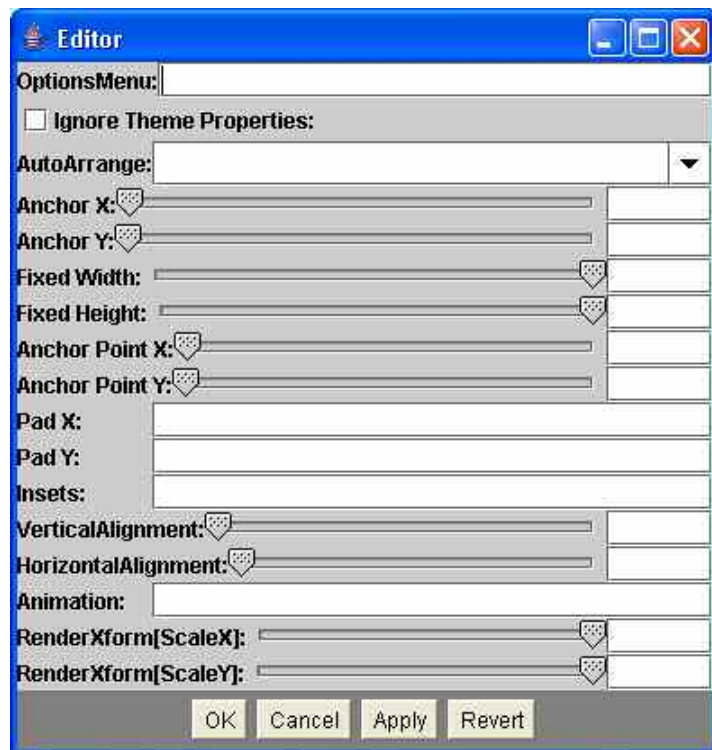 Editor
OptionsMenu:
Ignore Theme Properties:
AutoArrange:
Anchor X:
Anchor Y:
Fixed Width:
Fixed Height:
Anchor Point X:
Anchor Point Y:
Pad X:
Pad Y:
Insets:
VerticalAlignment:
HorizontalAlignment:
Animation:
RenderXform[ScaleX]:
RenderXform[ScaleY]:
OK Cancel Apply Revert